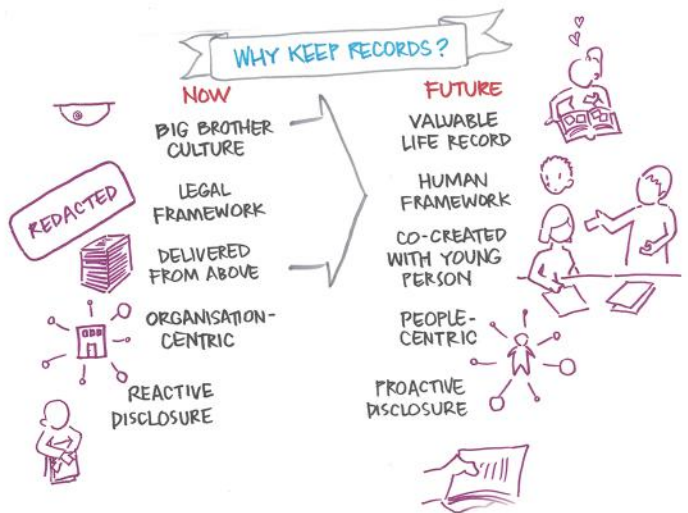 WHY KEEP RECORDS?
NOW
BIG BROTHER
CULTURE
REDACTED
LEGAL
FRAMEWORK
DELIVERED
FROM ABOVE
ORGANISATION-
CENTRIC
REACTIVE
DISCLOSURE
FUTURE
VALUABLE
LIFE RECORD
HUMAN
FRAMEWORK
CO-CREATED
WITH YOUNG
PERSON
PEOPLE-
CENTRIC
PROACTIVE
DISCLOSURE